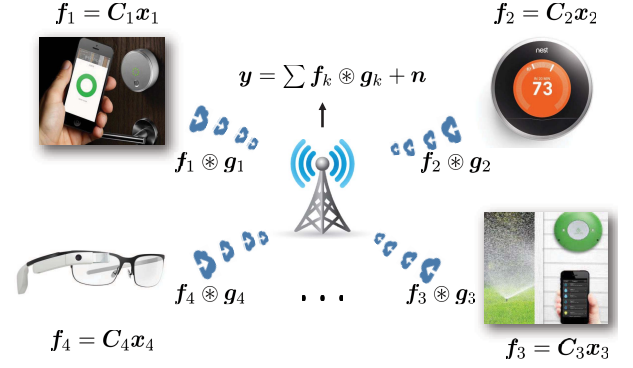 f₁ = C₁x₁
f₂ = C₂x₂
y = ∑ fₖ ⊛ gₖ + n
nest
73
f₁ ⊛ g₁
f₂ ⊛ g₂
f₄ ⊛ g₄
. . .
f₃ ⊛ g₃
f₄ = C₄x₄
f₃ = C₃x₃